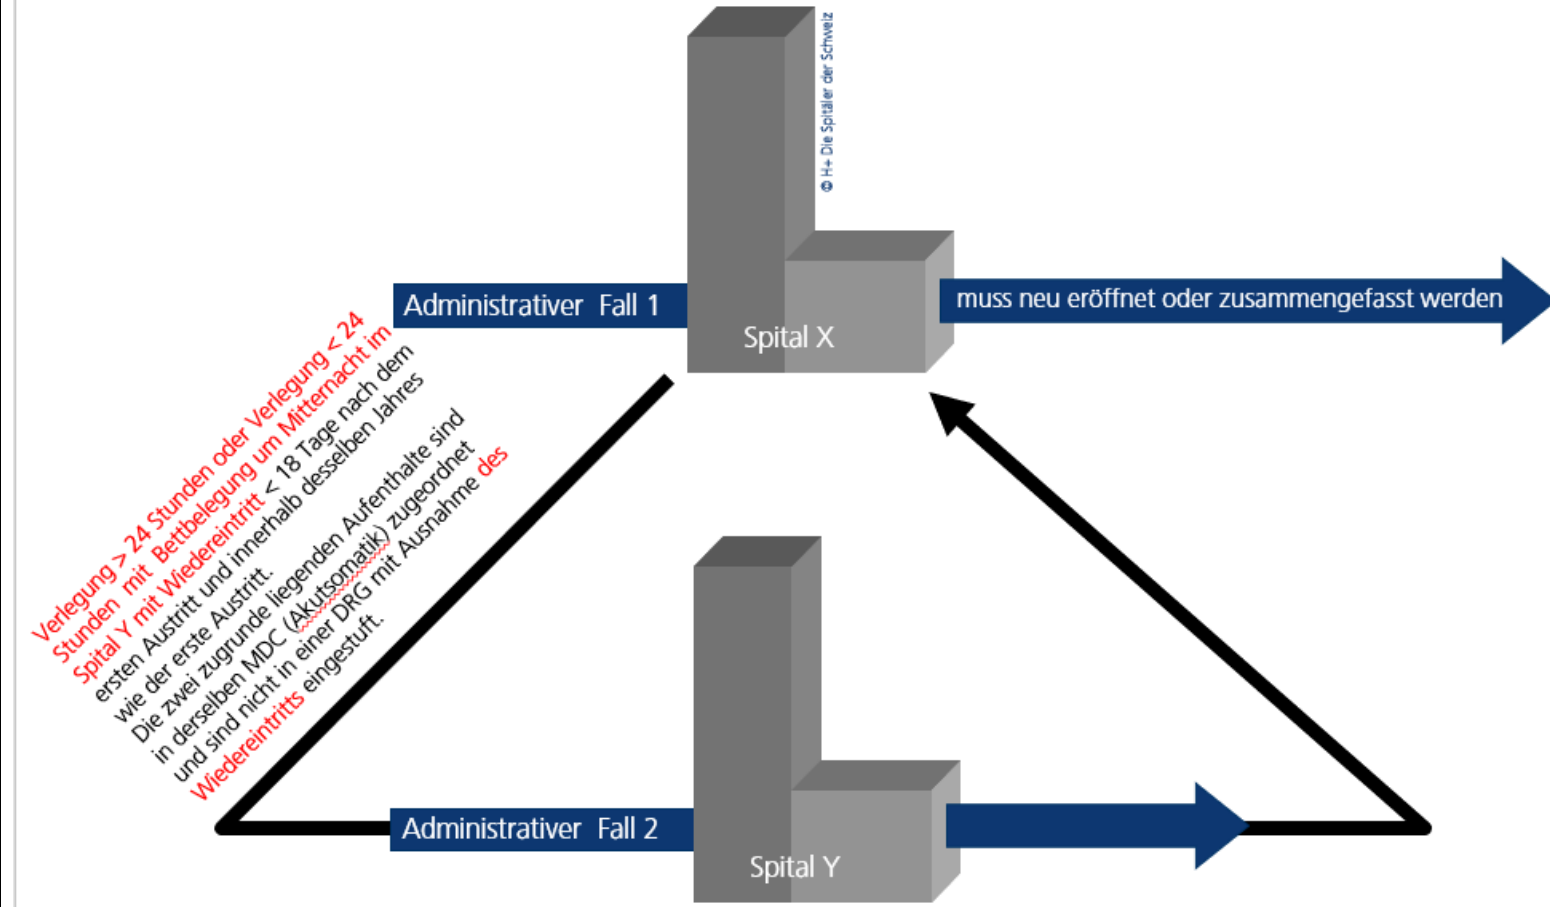 © H+ Die Spitäler der Schweiz
Administrativer Fall 1
Spital X
muss neu eröffnet oder zusammengefasst werden
Verlegung > 24 Stunden oder Verlegung < 24
Stunden mit Bettbelegung um Mitternacht im
Spital Y mit Wiedereintritt < 18 Tage nach dem
ersten Austritt und innerhalb desselben Jahres
wie der erste Austritt.
Die zwei zugrunde liegenden Aufenthalte sind
in derselben MDC (Akutsomatik) zugeordnet
und sind nicht in einer DRG mit Ausnahme des
Wiedereintritts eingestuft.
Administrativer Fall 2
Spital Y